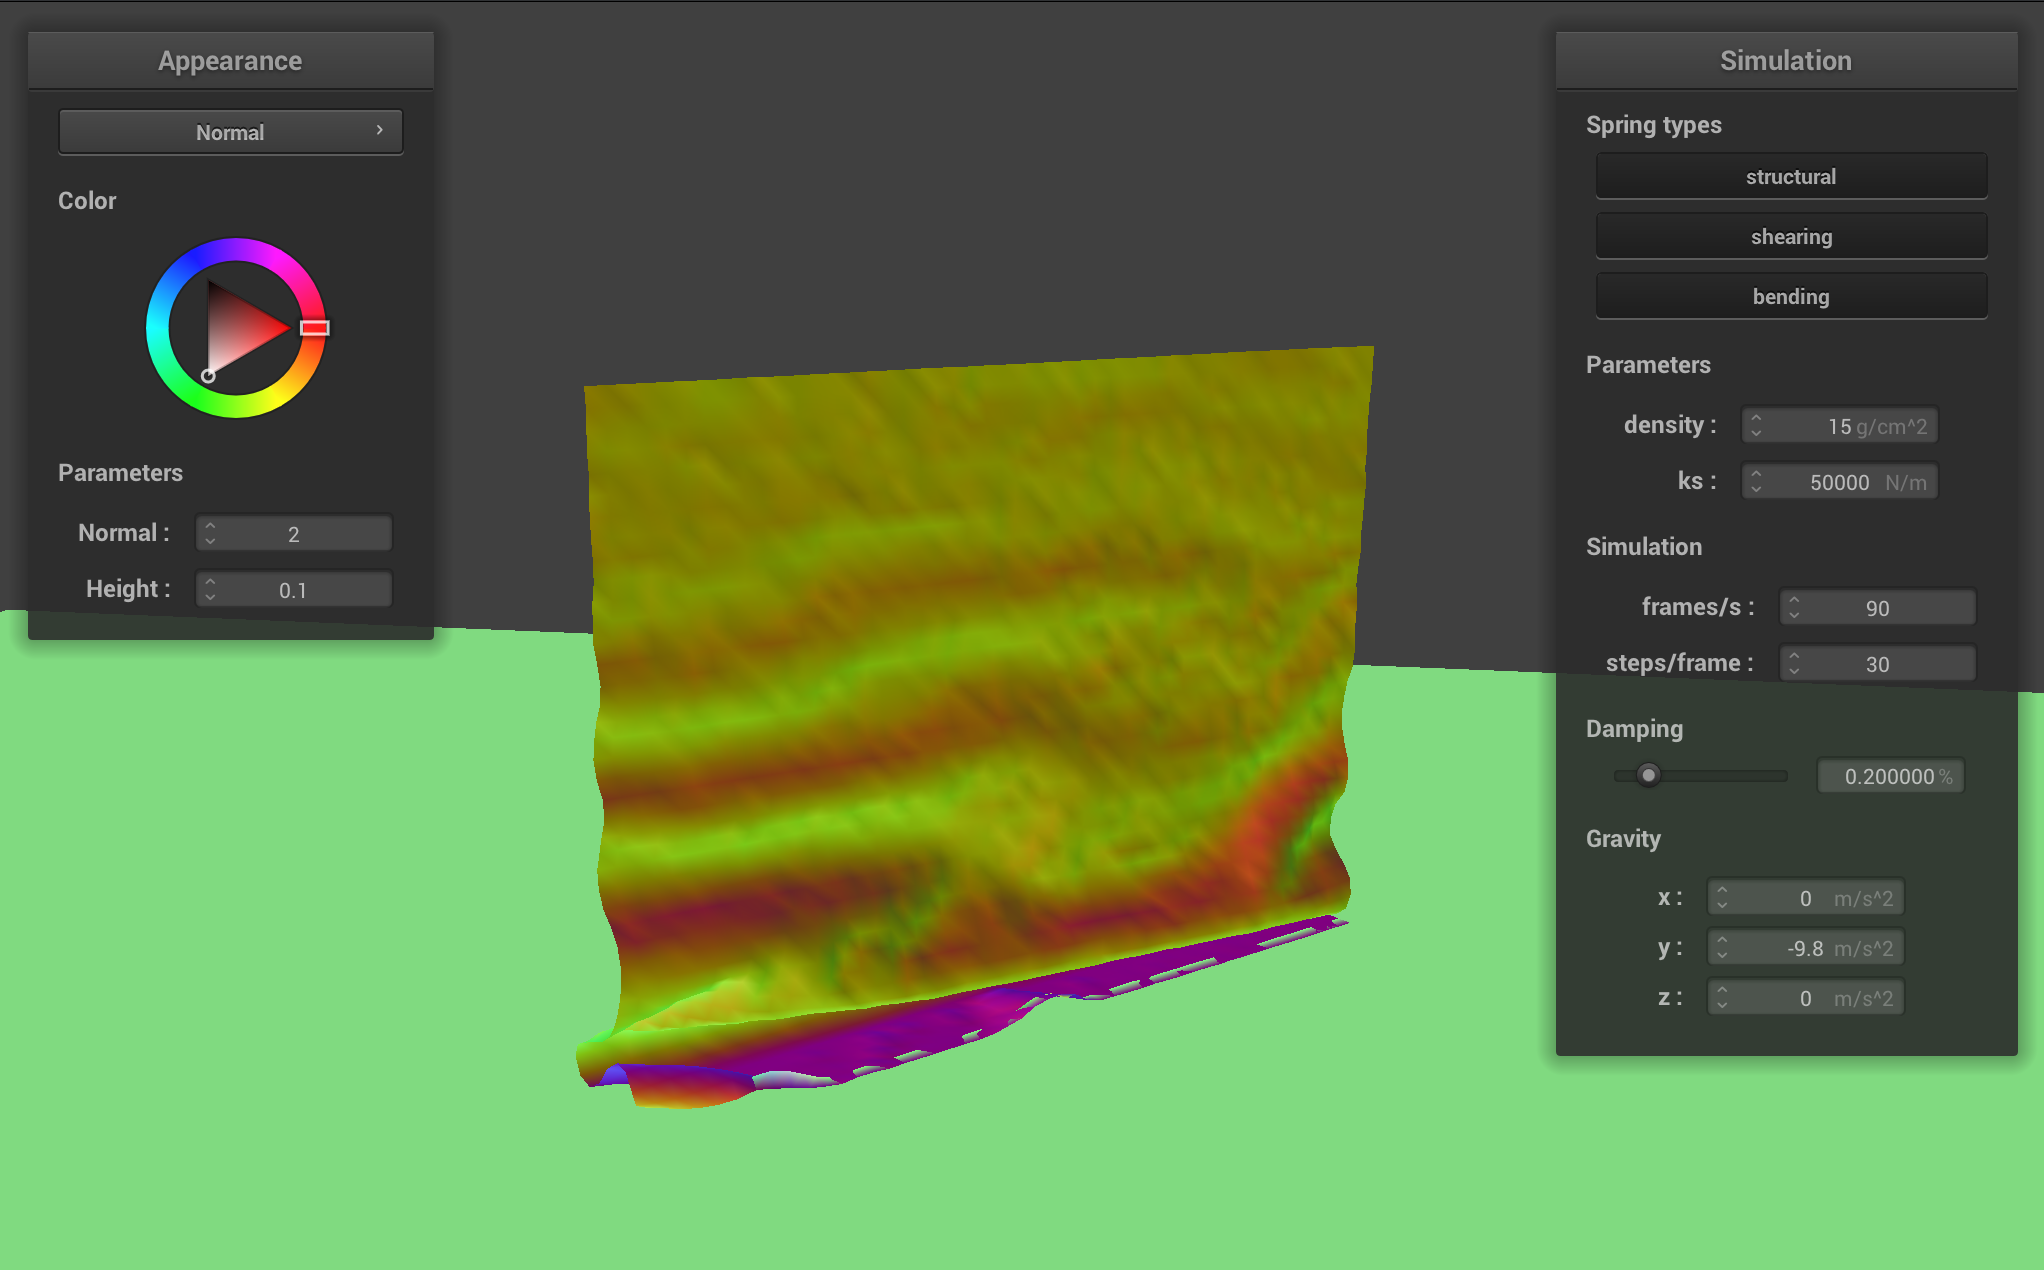 Appearance
Normal
Color
Parameters
Normal : 2
Height : 0.1
Simulation
Spring types
structural
shearing
bending
Parameters
density : 15 g/cm^2
ks : 50000 N/m
Simulation
frames/s : 90
steps/frame : 30
Damping
0.200000 %
Gravity
x : 0 m/s^2
y : -9.8 m/s^2
z : 0 m/s^2